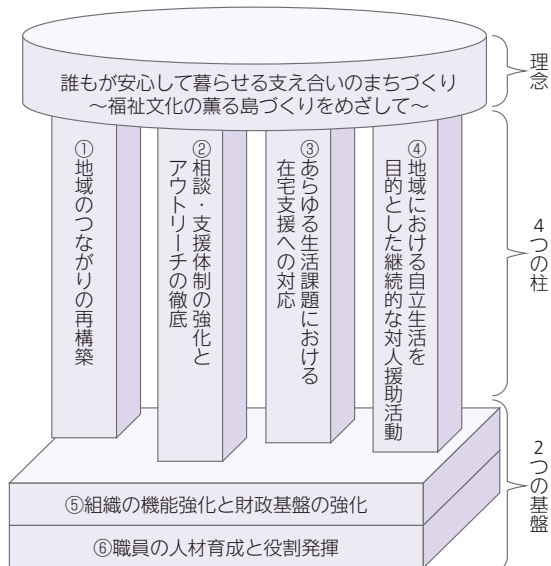 誰もが安心して暮らせる支え合いのまちづくり
～福祉文化の薫る島づくりをめざして～
理念
①地域のつながりの再構築
②相談・支援体制の強化と
アウトリーチの徹底
③あらゆる生活課題における
在宅支援への対応
④地域における自立生活を
目的とした継続的な対人援助活動
4つの柱
⑤組織の機能強化と財政基盤の強化
⑥職員の人材育成と役割発揮
2つの基盤